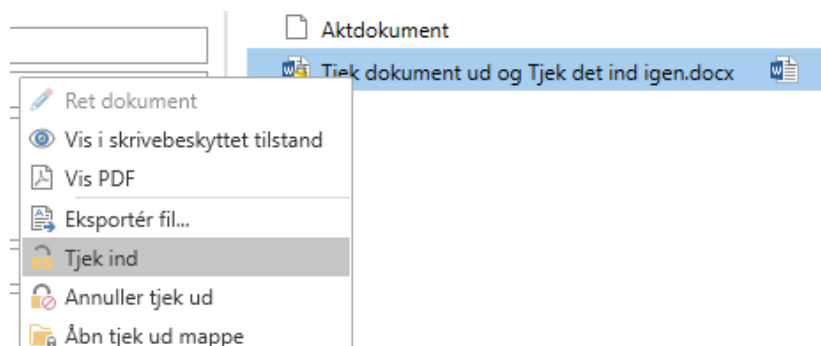 Aktdokument
Tjek dokument ud og Tjek det ind igen.docx
Ret dokument
Vis i skrivebeskyttet tilstand
Vis PDF
Eksportér fil...
Tjek ind
Annuller tjek ud
Åbn tjek ud mappe